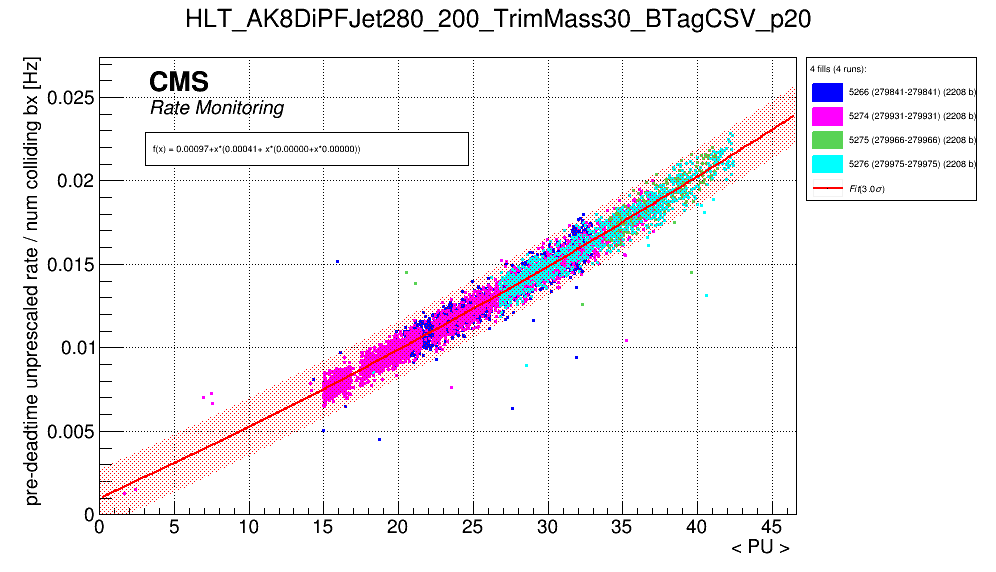 HLT_AK8DiPFJet280_200_TrimMass30_BTagCSV_p20
CMS
Rate Monitoring
f(x) = 0.00097+x*(0.00041+ x*(0.00000+x*0.00000))
pre-deadtime unprescaled rate / num colliding bx [Hz]
0.025
0.02
0.015
0.01
0.005
0
0 5 10 15 20 25 30 35 40 45
< PU >
4 fills (4 runs):
5266 (279841-279841) (2208 b)
5274 (279931-279931) (2208 b)
5275 (279966-279966) (2208 b)
5276 (279975-279975) (2208 b)
Fit(3.0σ)